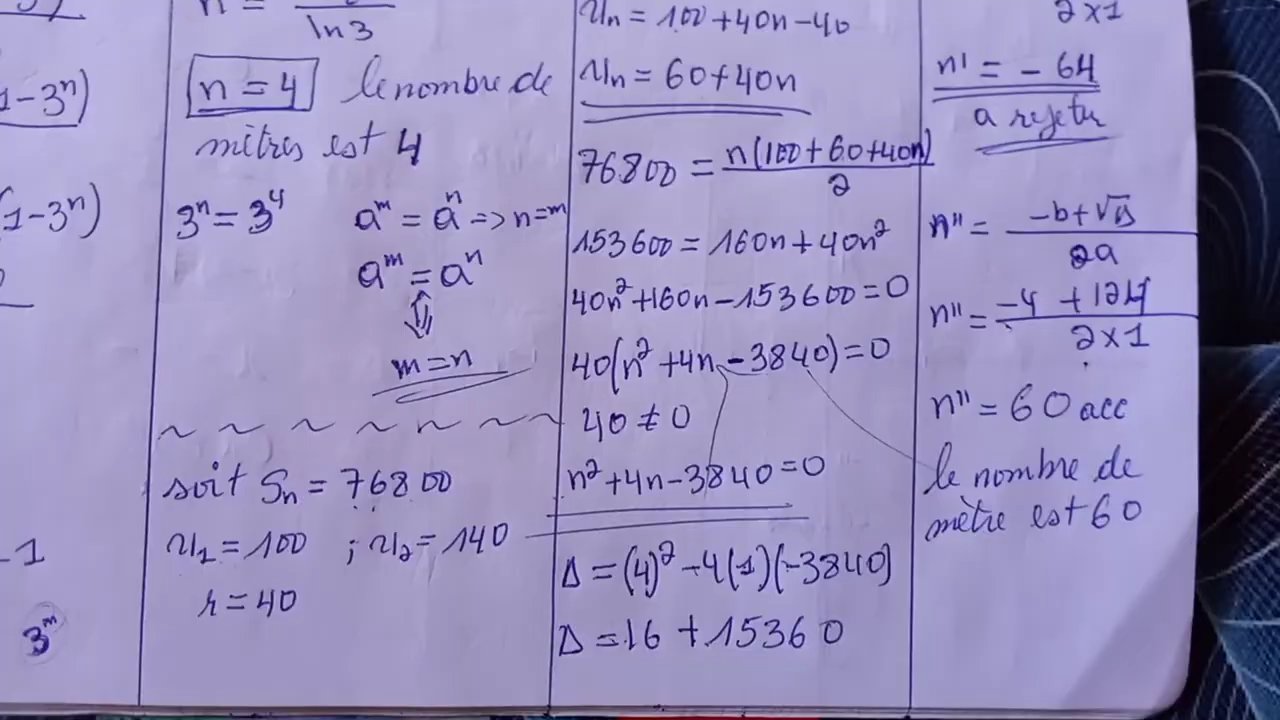 1-3ⁿ)
(1-3ⁿ)
-1
3ᵐ
ln3
n = 4 le nombre de
mètres est 4
3ⁿ = 3⁴ aᵐ = aⁿ => n=m
aᵐ = aⁿ
⇕
m = n
~ ~ ~ ~ ~ ~ ~ ~ ~
soit Sn = 76800
U1 = 100 ; U2 = 140
r = 40
Un = 100 + 40n - 40
Un = 60 + 40n
76800 = n(100 + 60 + 40n) / 2
153600 = 160n + 40n²
40n² + 160n - 153600 = 0
40(n² + 4n - 3840) = 0
40 ≠ 0
n² + 4n - 3840 = 0
Δ = (4)² - 4(1)(-3840)
Δ = 16 + 15360
2 x 1
n' = - 64
a rejeter
n'' = -b + √Δ / 2a
n'' = -4 + 124 / 2 x 1
n'' = 60 acc
le nombre de
mètre est 60